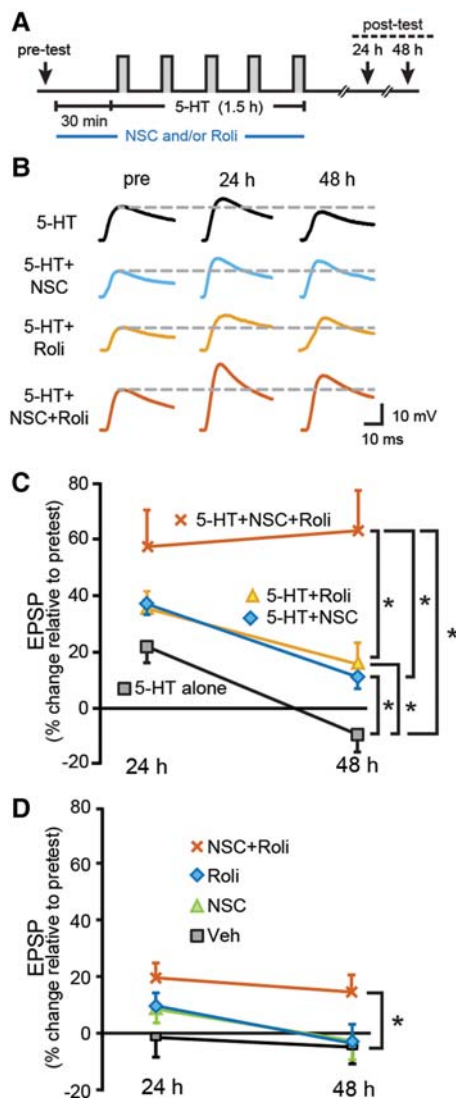 A
pre-test
post-test
24 h 48 h
5-HT (1.5 h)
30 min
NSC and/or Roli
B
pre 24 h 48 h
5-HT
5-HT+
NSC
5-HT+
Roli
5-HT+
NSC+Roli
10 mV
10 ms
C
EPSP
(% change relative to pretest)
80
60
40
20
0
-20
5-HT+NSC+Roli
5-HT+Roli
5-HT+NSC
5-HT alone
*
*
*
*
*
24 h 48 h
D
EPSP
(% change relative to pretest)
80
60
40
20
0
-20
NSC+Roli
Roli
NSC
Veh
*
24 h 48 h